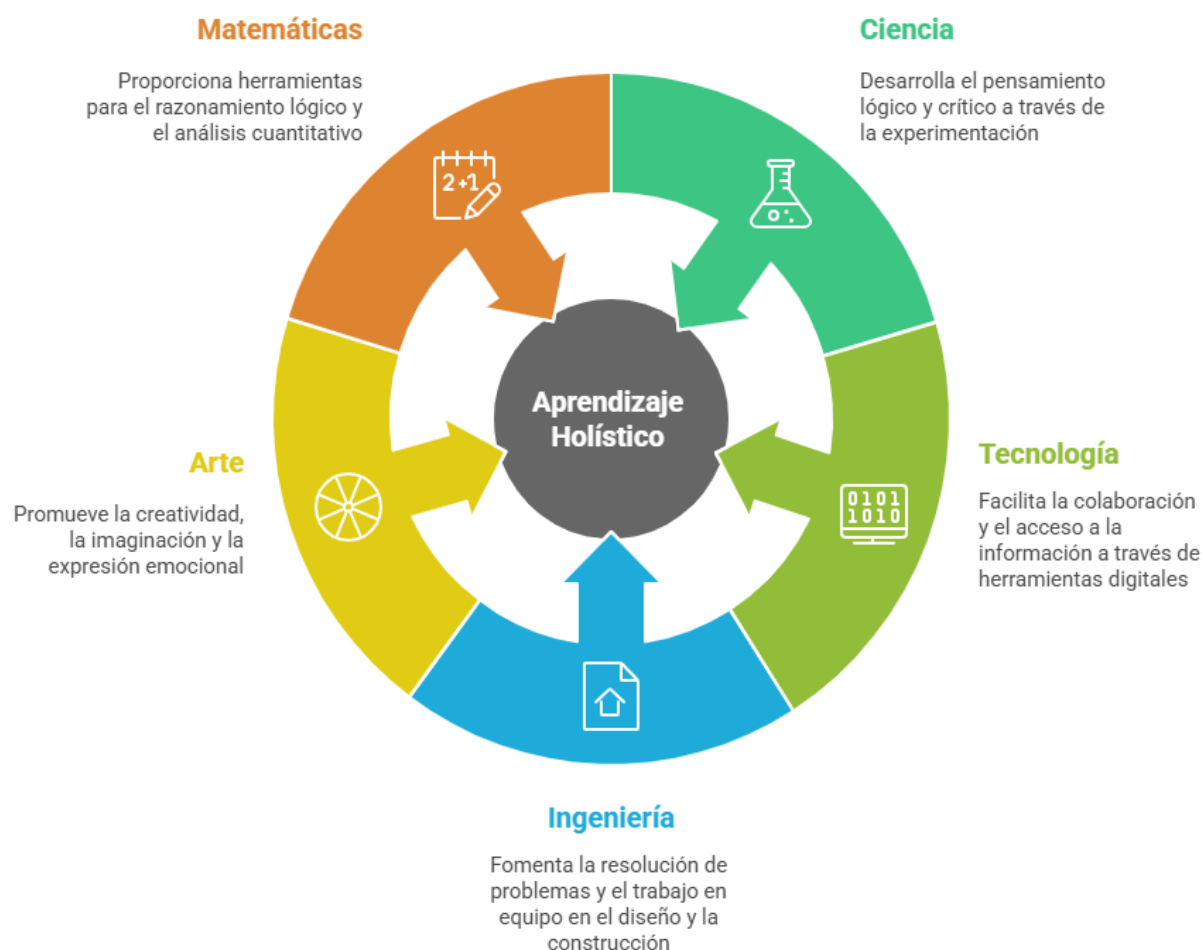 Matemáticas
Proporciona herramientas
para el razonamiento lógico y
el análisis cuantitativo
2+1
Ciencia
Desarrolla el pensamiento
lógico y crítico a través de
la experimentación
Aprendizaje
Holístico
Arte
Promueve la creatividad,
la imaginación y la
expresión emocional
Tecnología
Facilita la colaboración
y el acceso a la
información a través de
herramientas digitales
0101
1010
Ingeniería
Fomenta la resolución de
problemas y el trabajo en
equipo en el diseño y la
construcción